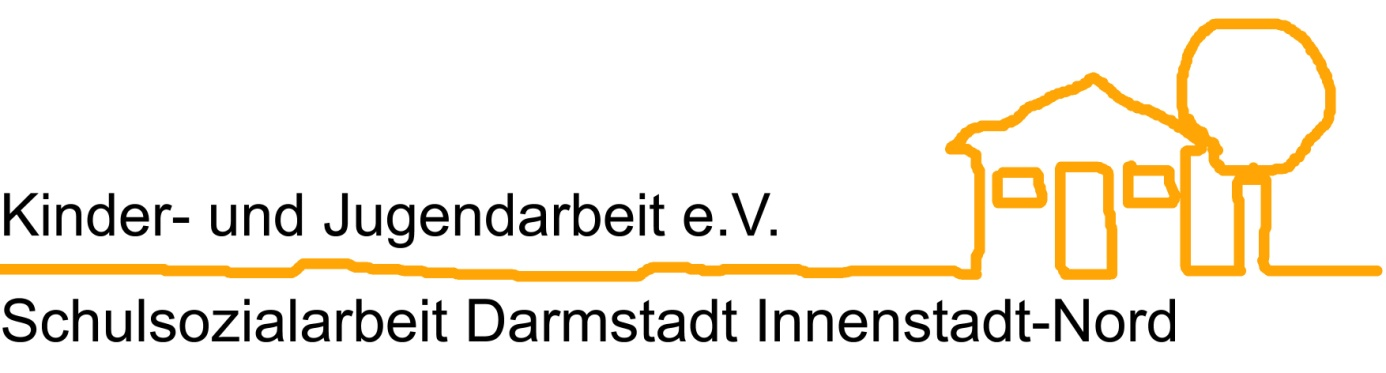 Kinder- und Jugendarbeit e.V.
Schulsozialarbeit Darmstadt Innenstadt-Nord